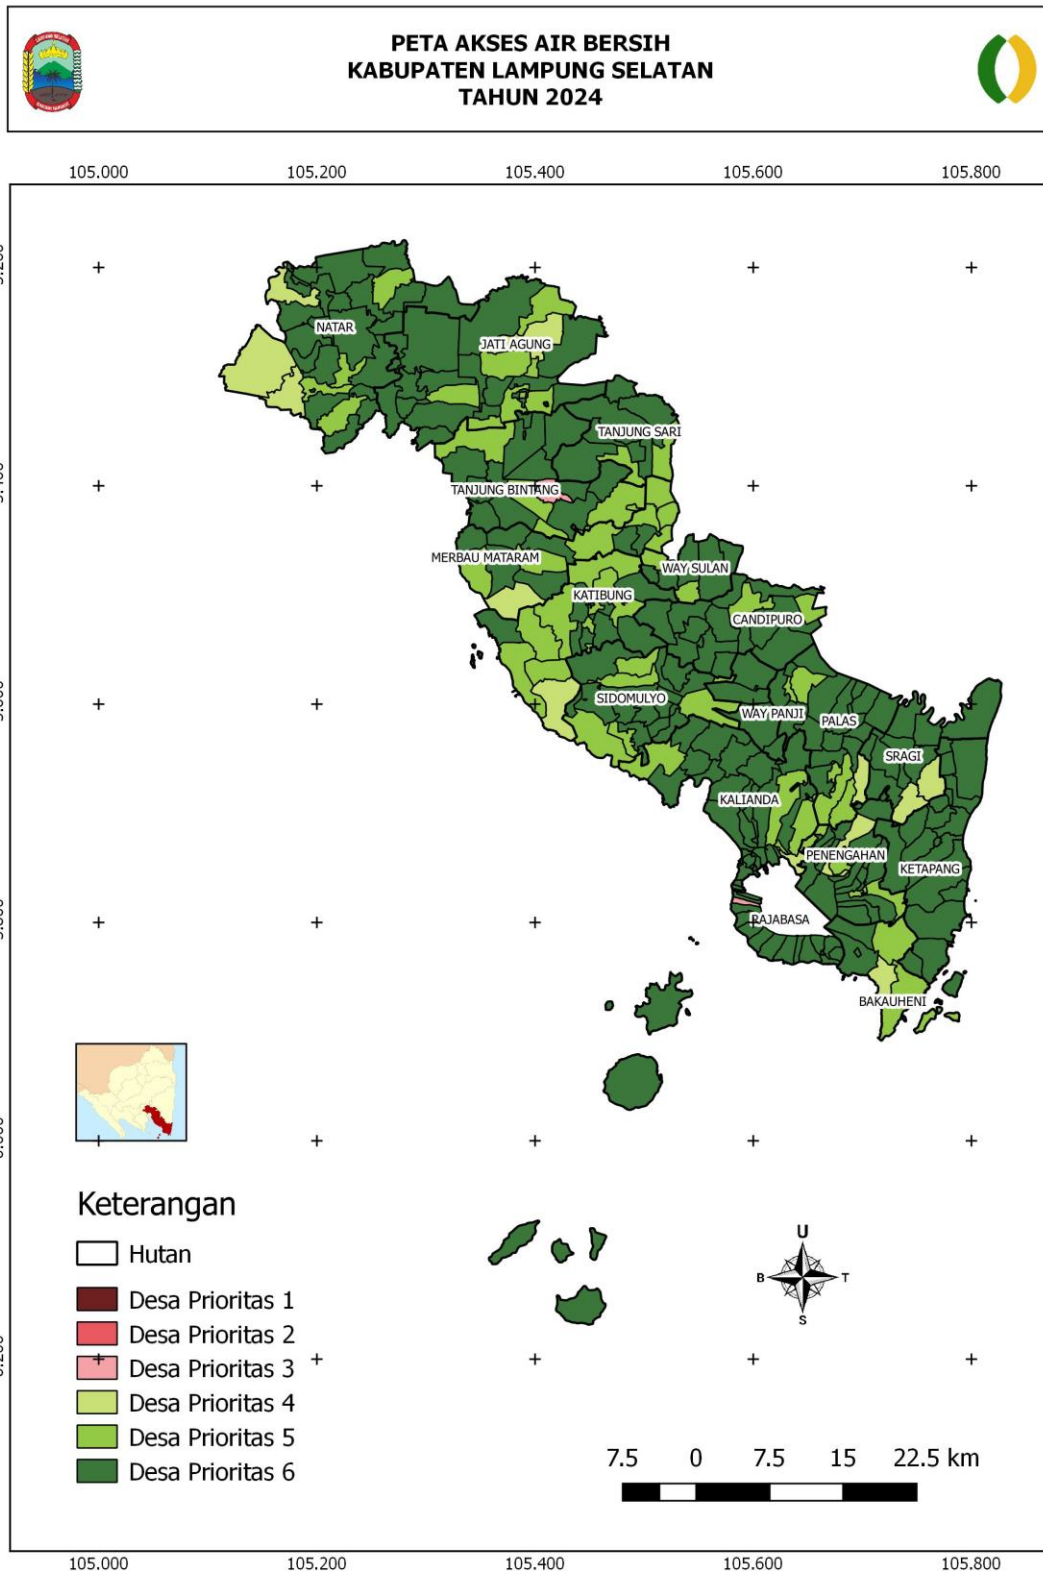 PETA AKSES AIR BERSIH
KABUPATEN LAMPUNG SELATAN
TAHUN 2024
105.000 105.200 105.400 105.600 105.800
NATAR
JATI AGUNG
TANJUNG SARI
TANJUNG BINTANG
MERBAU MATARAM
WAY SULAN
KATIBUNG
CANDIPURO
SIDOMULYO
WAY PANJI
PALAS
SRAGI
KALIANDA
PENENGAHAN
KETAPANG
RAJABASA
BAKAUHENI
Keterangan
Hutan
Desa Prioritas 1
Desa Prioritas 2
Desa Prioritas 3
Desa Prioritas 4
Desa Prioritas 5
Desa Prioritas 6
U
B T
S
7.5 0 7.5 15 22.5 km
105.000 105.200 105.400 105.600 105.800